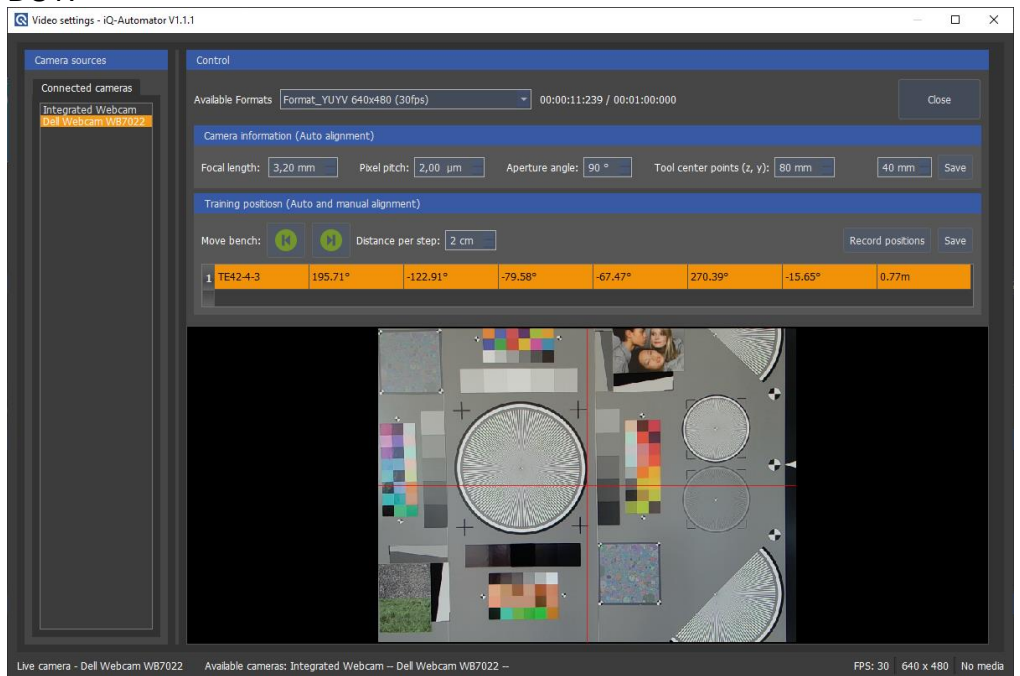 Video settings - iQ-Automator V1.1.1
Camera sources
Control
Connected cameras
Integrated Webcam
Dell Webcam WB7022
Available Formats Format_YUYV 640x480 (30fps) 00:00:11:239 / 00:01:00:000 Close
Camera information (Auto alignment)
Focal length: 3,20 mm Pixel pitch: 2,00 µm Aperture angle: 90 ° Tool center points (z, y): 80 mm 40 mm Save
Training positiosn (Auto and manual alignment)
Move bench: Distance per step: 2 cm Record positions Save
1 TE42-4-3 195.71° -122.91° -79.58° -67.47° 270.39° -15.65° 0.77m
Live camera - Dell Webcam WB7022 Available cameras: Integrated Webcam -- Dell Webcam WB7022 -- FPS: 30 640 x 480 No media